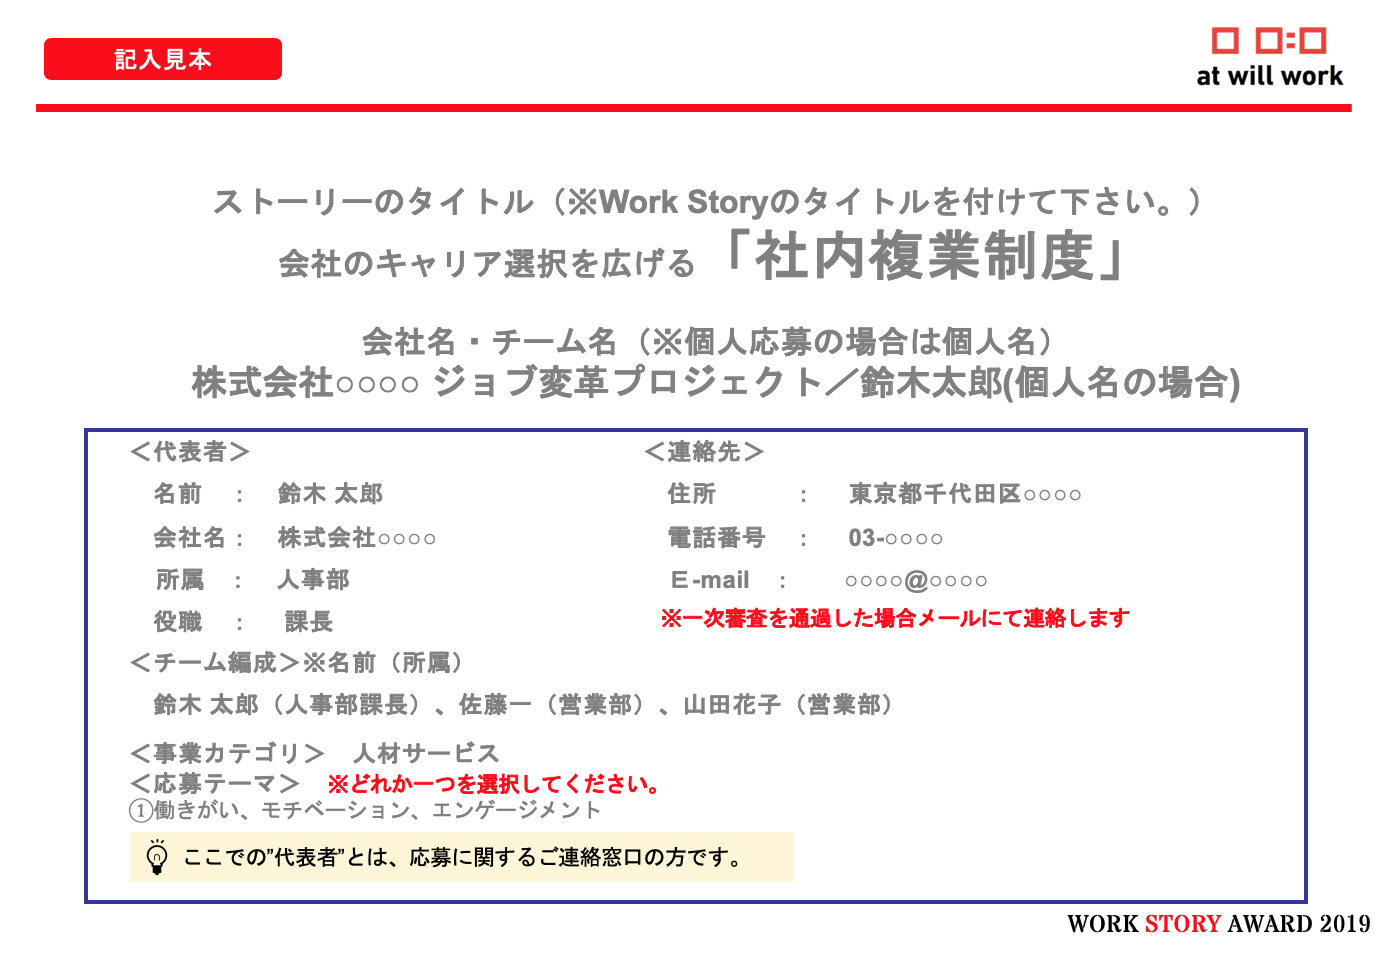 記入見本
at will work
ストーリーのタイトル（※Work Storyのタイトルを付けて下さい。）
会社のキャリア選択を広げる「社内複業制度」
会社名・チーム名（※個人応募の場合は個人名）
株式会社○○○○ ジョブ変革プロジェクト／鈴木太郎(個人名の場合)
＜代表者＞
名前 ： 鈴木 太郎
会社名： 株式会社○○○○
所属 ： 人事部
役職 ： 課長
＜連絡先＞
住所 ： 東京都千代田区○○○○
電話番号 ： 03-○○○○
Ｅ-mail ： ○○○○@○○○○
※一次審査を通過した場合メールにて連絡します
＜チーム編成＞※名前（所属）
鈴木 太郎（人事部課長）、佐藤一（営業部）、山田花子（営業部）
＜事業カテゴリ＞ 人材サービス
＜応募テーマ＞ ※どれか一つを選択してください。
①働きがい、モチベーション、エンゲージメント
ここでの”代表者”とは、応募に関するご連絡窓口の方です。
WORK STORY AWARD 2019